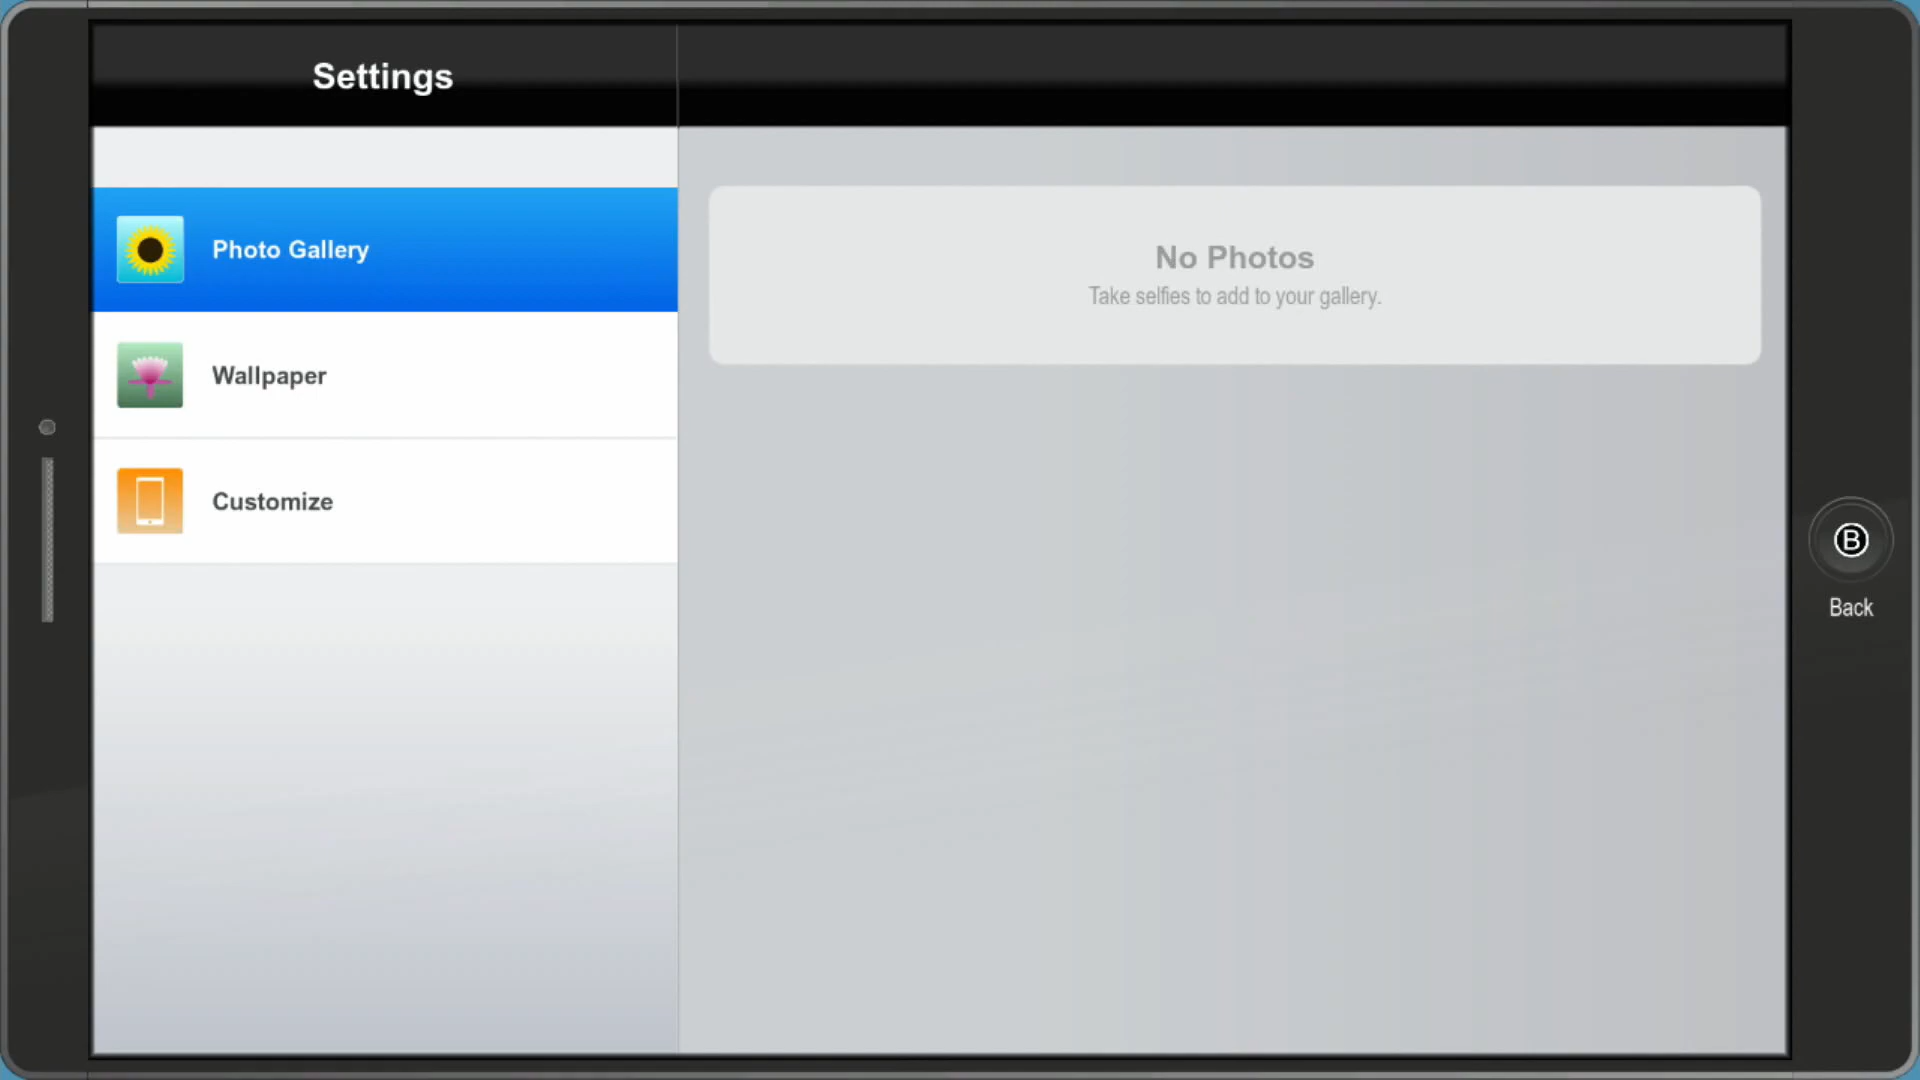 Settings
Photo Gallery
Wallpaper
Customize
No Photos
Take selfies to add to your gallery.
B
Back